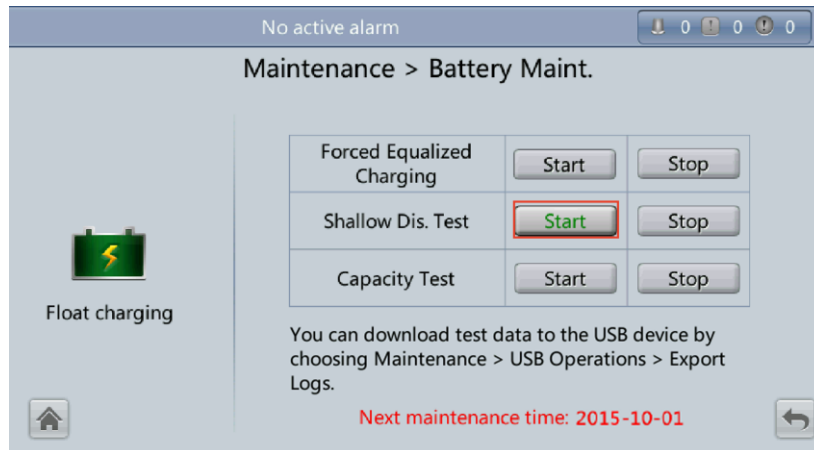 No active alarm
0 0 0
Maintenance > Battery Maint.
Forced Equalized
Charging
Start
Stop
Shallow Dis. Test
Start
Stop
Capacity Test
Start
Stop
Float charging
You can download test data to the USB device by
choosing Maintenance > USB Operations > Export
Logs.
Next maintenance time: 2015-10-01